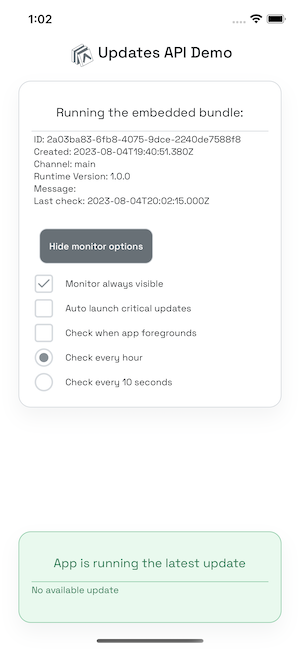 1:02
Updates API Demo
Running the embedded bundle:
ID: 2a03ba83-6fb8-4075-9dce-2240de7588f8
Created: 2023-08-04T19:40:51.380Z
Channel: main
Runtime Version: 1.0.0
Message:
Last check: 2023-08-04T20:02:15.000Z
Hide monitor options
Monitor always visible
Auto launch critical updates
Check when app foregrounds
Check every hour
Check every 10 seconds
App is running the latest update
No available update